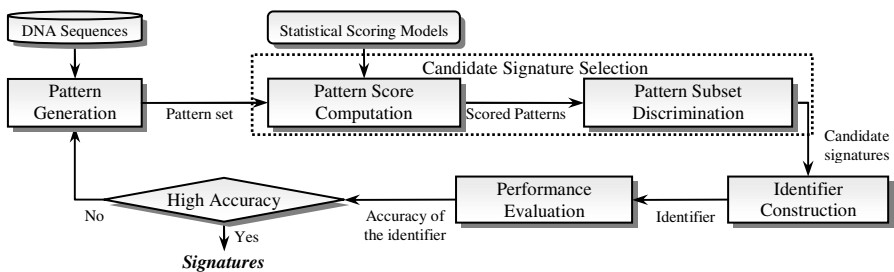 DNA Sequences
Statistical Scoring Models
Candidate Signature Selection
Pattern
Generation
Pattern set
Pattern Score
Computation
Scored Patterns
Pattern Subset
Discrimination
Candidate
signatures
Identifier
Construction
Identifier
Performance
Evaluation
Accuracy of
the identifier
High Accuracy
No
Yes
Signatures